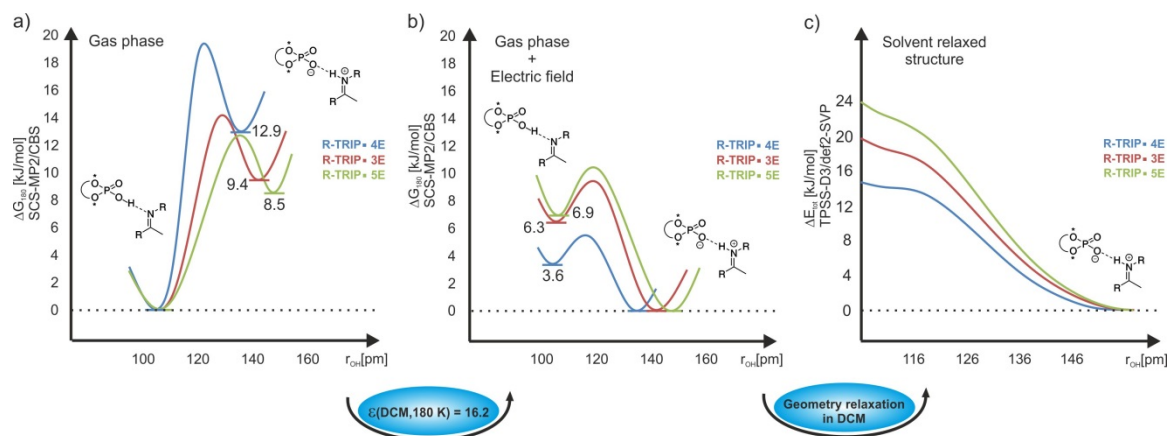 a)
Gas phase
ΔG₁₈₀ [kJ/mol]
SCS-MP2/CBS
20
18
16
14
12
10
8
6
4
2
0
100
120
140
160
r_OH[pm]
12.9
9.4
8.5
R-TRIP▪ 4E
R-TRIP▪ 3E
R-TRIP▪ 5E
O
P
O
O
O
H
N
R
R
O
P
O
O
O
⊖
H
⊕
N
R
R
b)
Gas phase
+
Electric field
ΔG₁₈₀ [kJ/mol]
SCS-MP2/CBS
20
18
16
14
12
10
8
6
4
2
0
100
120
140
160
r_OH[pm]
6.3
6.9
3.6
R-TRIP▪ 4E
R-TRIP▪ 3E
R-TRIP▪ 5E
O
P
O
O
O
H
N
R
R
O
P
O
O
O
⊖
H
⊕
N
R
R
c)
Solvent relaxed
structure
ΔE_tot [kJ/mol]
TPSS-D3/def2-SVP
24
20
16
12
8
4
0
116
126
136
146
r_OH[pm]
R-TRIP▪ 4E
R-TRIP▪ 3E
R-TRIP▪ 5E
O
P
O
O
O
⊖
H
⊕
N
R
R
ε(DCM,180 K) = 16.2
Geometry relaxation
in DCM